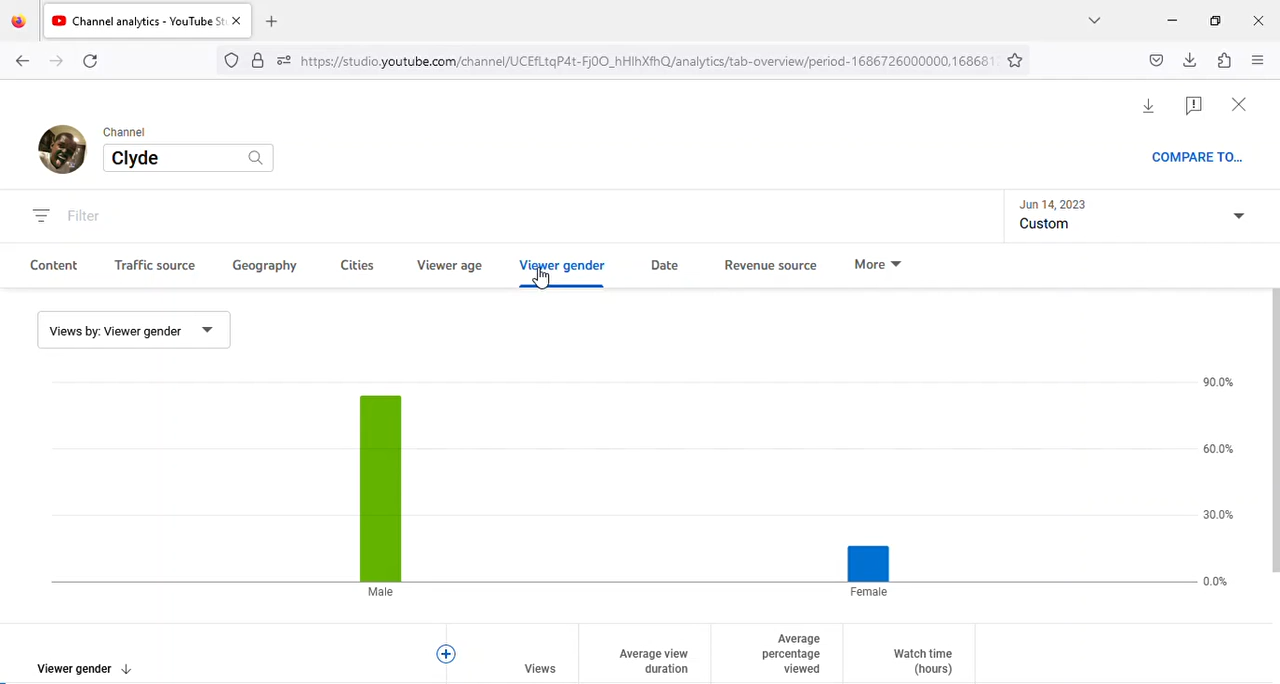 Channel analytics - YouTube St
https://studio.youtube.com/channel/UCEfLtqP4t-Fj0O_hHIhXfhQ/analytics/tab-overview/period-1686726000000,168681
Channel
Clyde
COMPARE TO...
Filter
Jun 14, 2023
Custom
Content Traffic source Geography Cities Viewer age Viewer gender Date Revenue source More
Views by: Viewer gender
90.0%
60.0%
30.0%
0.0%
Male Female
Viewer gender Views Average view duration Average percentage viewed Watch time (hours)